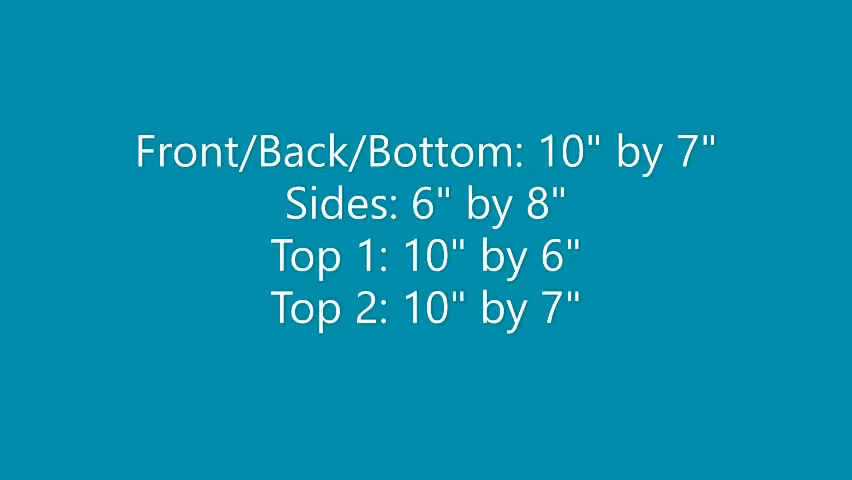 Front/Back/Bottom: 10" by 7"
Sides: 6" by 8"
Top 1: 10" by 6"
Top 2: 10" by 7"